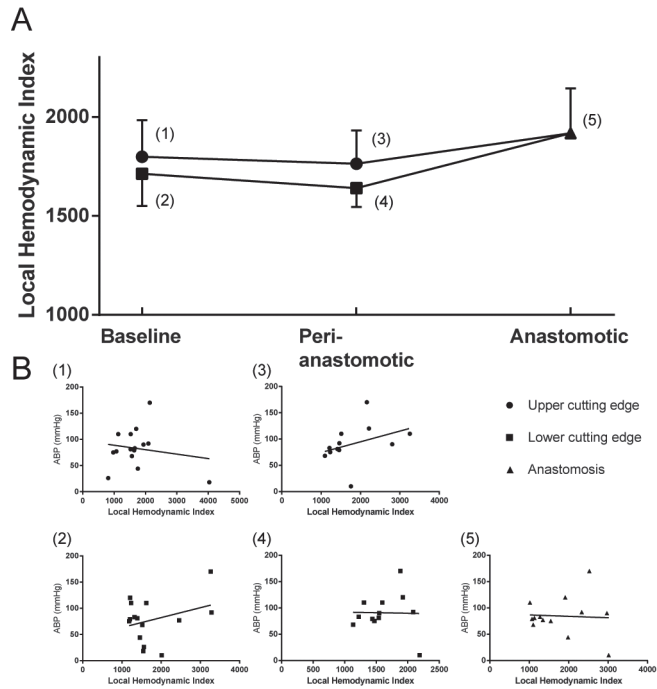 A
Local Hemodynamic Index
2000
1500
1000
(1)
(2)
(3)
(4)
(5)
Baseline
Peri-
anastomotic
Anastomotic
B
(1)
ABP (mmHg)
200
150
100
50
0
0 1000 2000 3000 4000 5000
Local Hemodynamic Index
(3)
ABP (mmHg)
200
150
100
50
0
0 1000 2000 3000 4000
Local Hemodynamic Index
Upper cutting edge
Lower cutting edge
Anastomosis
(2)
ABP (mmHg)
200
150
100
50
0
0 1000 2000 3000 4000
Local Hemodynamic Index
(4)
ABP (mmHg)
200
150
100
50
0
0 500 1000 1500 2000 2500
Local Hemodynamic Index
(5)
ABP (mmHg)
200
150
100
50
0
0 1000 2000 3000 4000
Local Hemodynamic Index